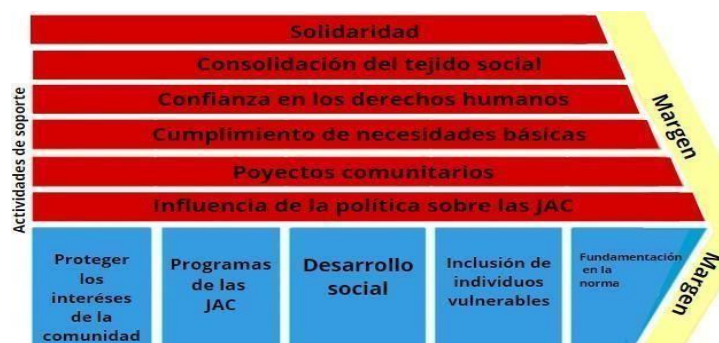 Actividades de soporte
Solidaridad
Consolidación del tejido social
Confianza en los derechos humanos
Cumplimiento de necesidades básicas
Poyectos comunitarios
Influencia de la política sobre las JAC
Margen
Proteger
los
interéses
de la
comunidad
Programas
de las
JAC
Desarrollo
social
Inclusión de
individuos
vulnerables
Fundamentación
en la
norma
Margen